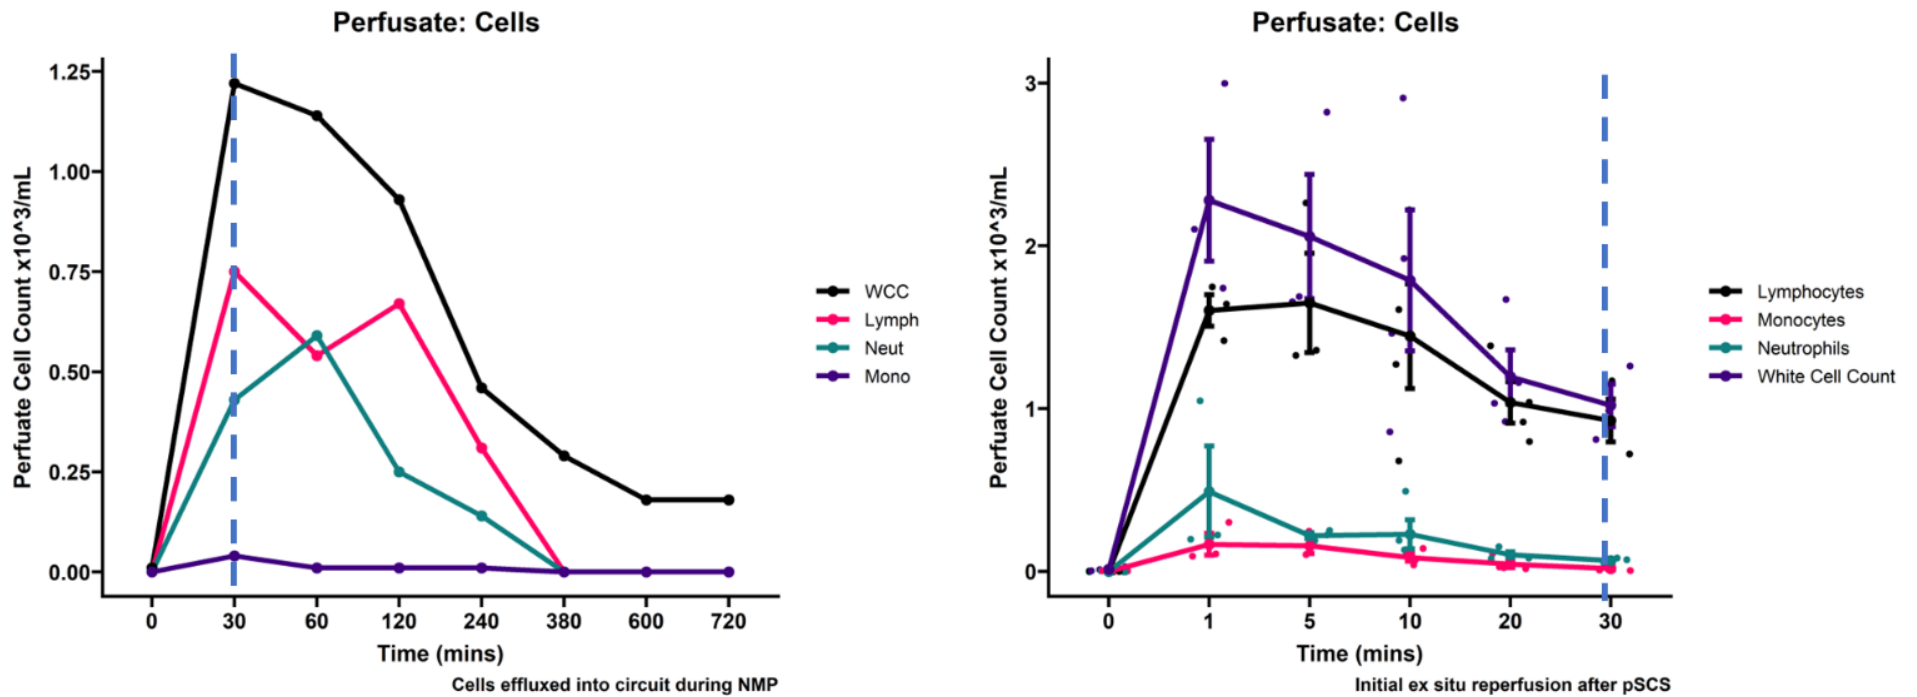 Perfusate: Cells
Perfuate Cell Count x10^3/mL
1.25
1.00
0.75
0.50
0.25
0.00
0 30 60 120 240 380 600 720
Time (mins)
Cells effluxed into circuit during NMP
WCC
Lymph
Neut
Mono
Perfusate: Cells
Perfuate Cell Count x10^3/mL
3
2
1
0
0 1 5 10 20 30
Time (mins)
Initial ex situ reperfusion after pSCS
Lymphocytes
Monocytes
Neutrophils
White Cell Count